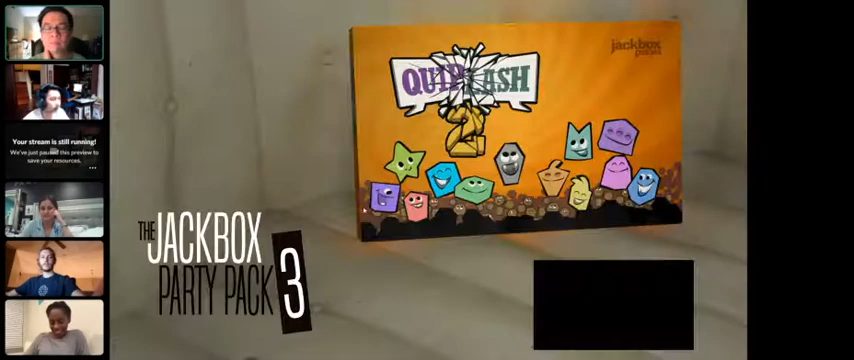 Your stream is still running!
We've just paused this preview to
save your resources.
jackbox
games
QUIPLASH
2
THE
JACKBOX
PARTY PACK
3